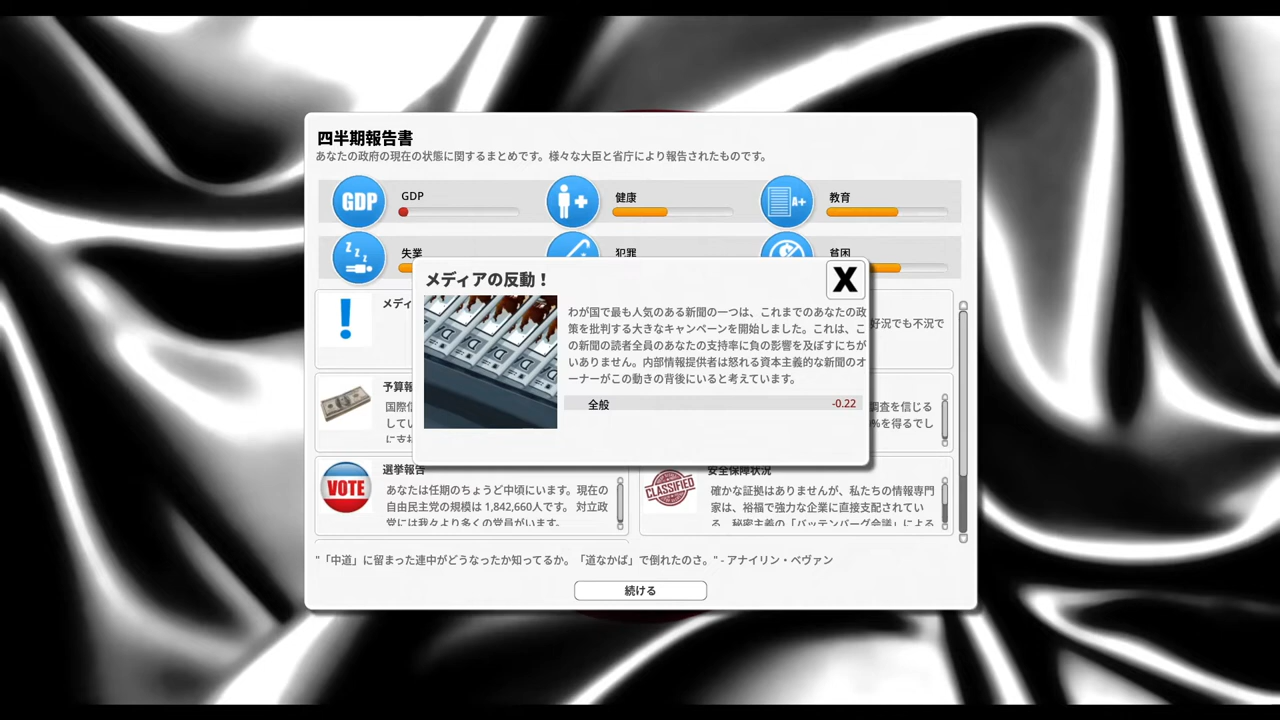 四半期報告書
あなたの政府の現在の状態に関するまとめです。様々な大臣と省庁により報告されたものです。
GDP
GDP
健康
A+
教育
失業
犯罪
貧困
メディ
好況でも不況で
メディアの反動！
X
わが国で最も人気のある新聞の一つは、これまでのあなたの政
策を批判する大きなキャンペーンを開始しました。これは、こ
の新聞の読者全員のあなたの支持率に負の影響を及ぼすにちが
いありません。内部情報提供者は怒れる資本主義的な新聞のオ
ーナーがこの動きの背後にいると考えています。
全般
-0.22
予算報
国際信
してい
に支
調査を信じる
%を得るでし
選挙報告
VOTE
あなたは任期のちょうど中頃にいます。現在の
自由民主党の規模は 1,842,660人です。 対立政
党には我々より多くの党員がいます。
安全保障状況
CLASSIFIED
確かな証拠はありませんが、私たちの情報専門
家は、裕福で強力な企業に直接支配されてい
る、秘密主義の「バッテンバーグ会議」による
"「中道」に留まった連中がどうなったか知ってるか。「道なかば」で倒れたのさ。" - アナイリン・ベヴァン
続ける